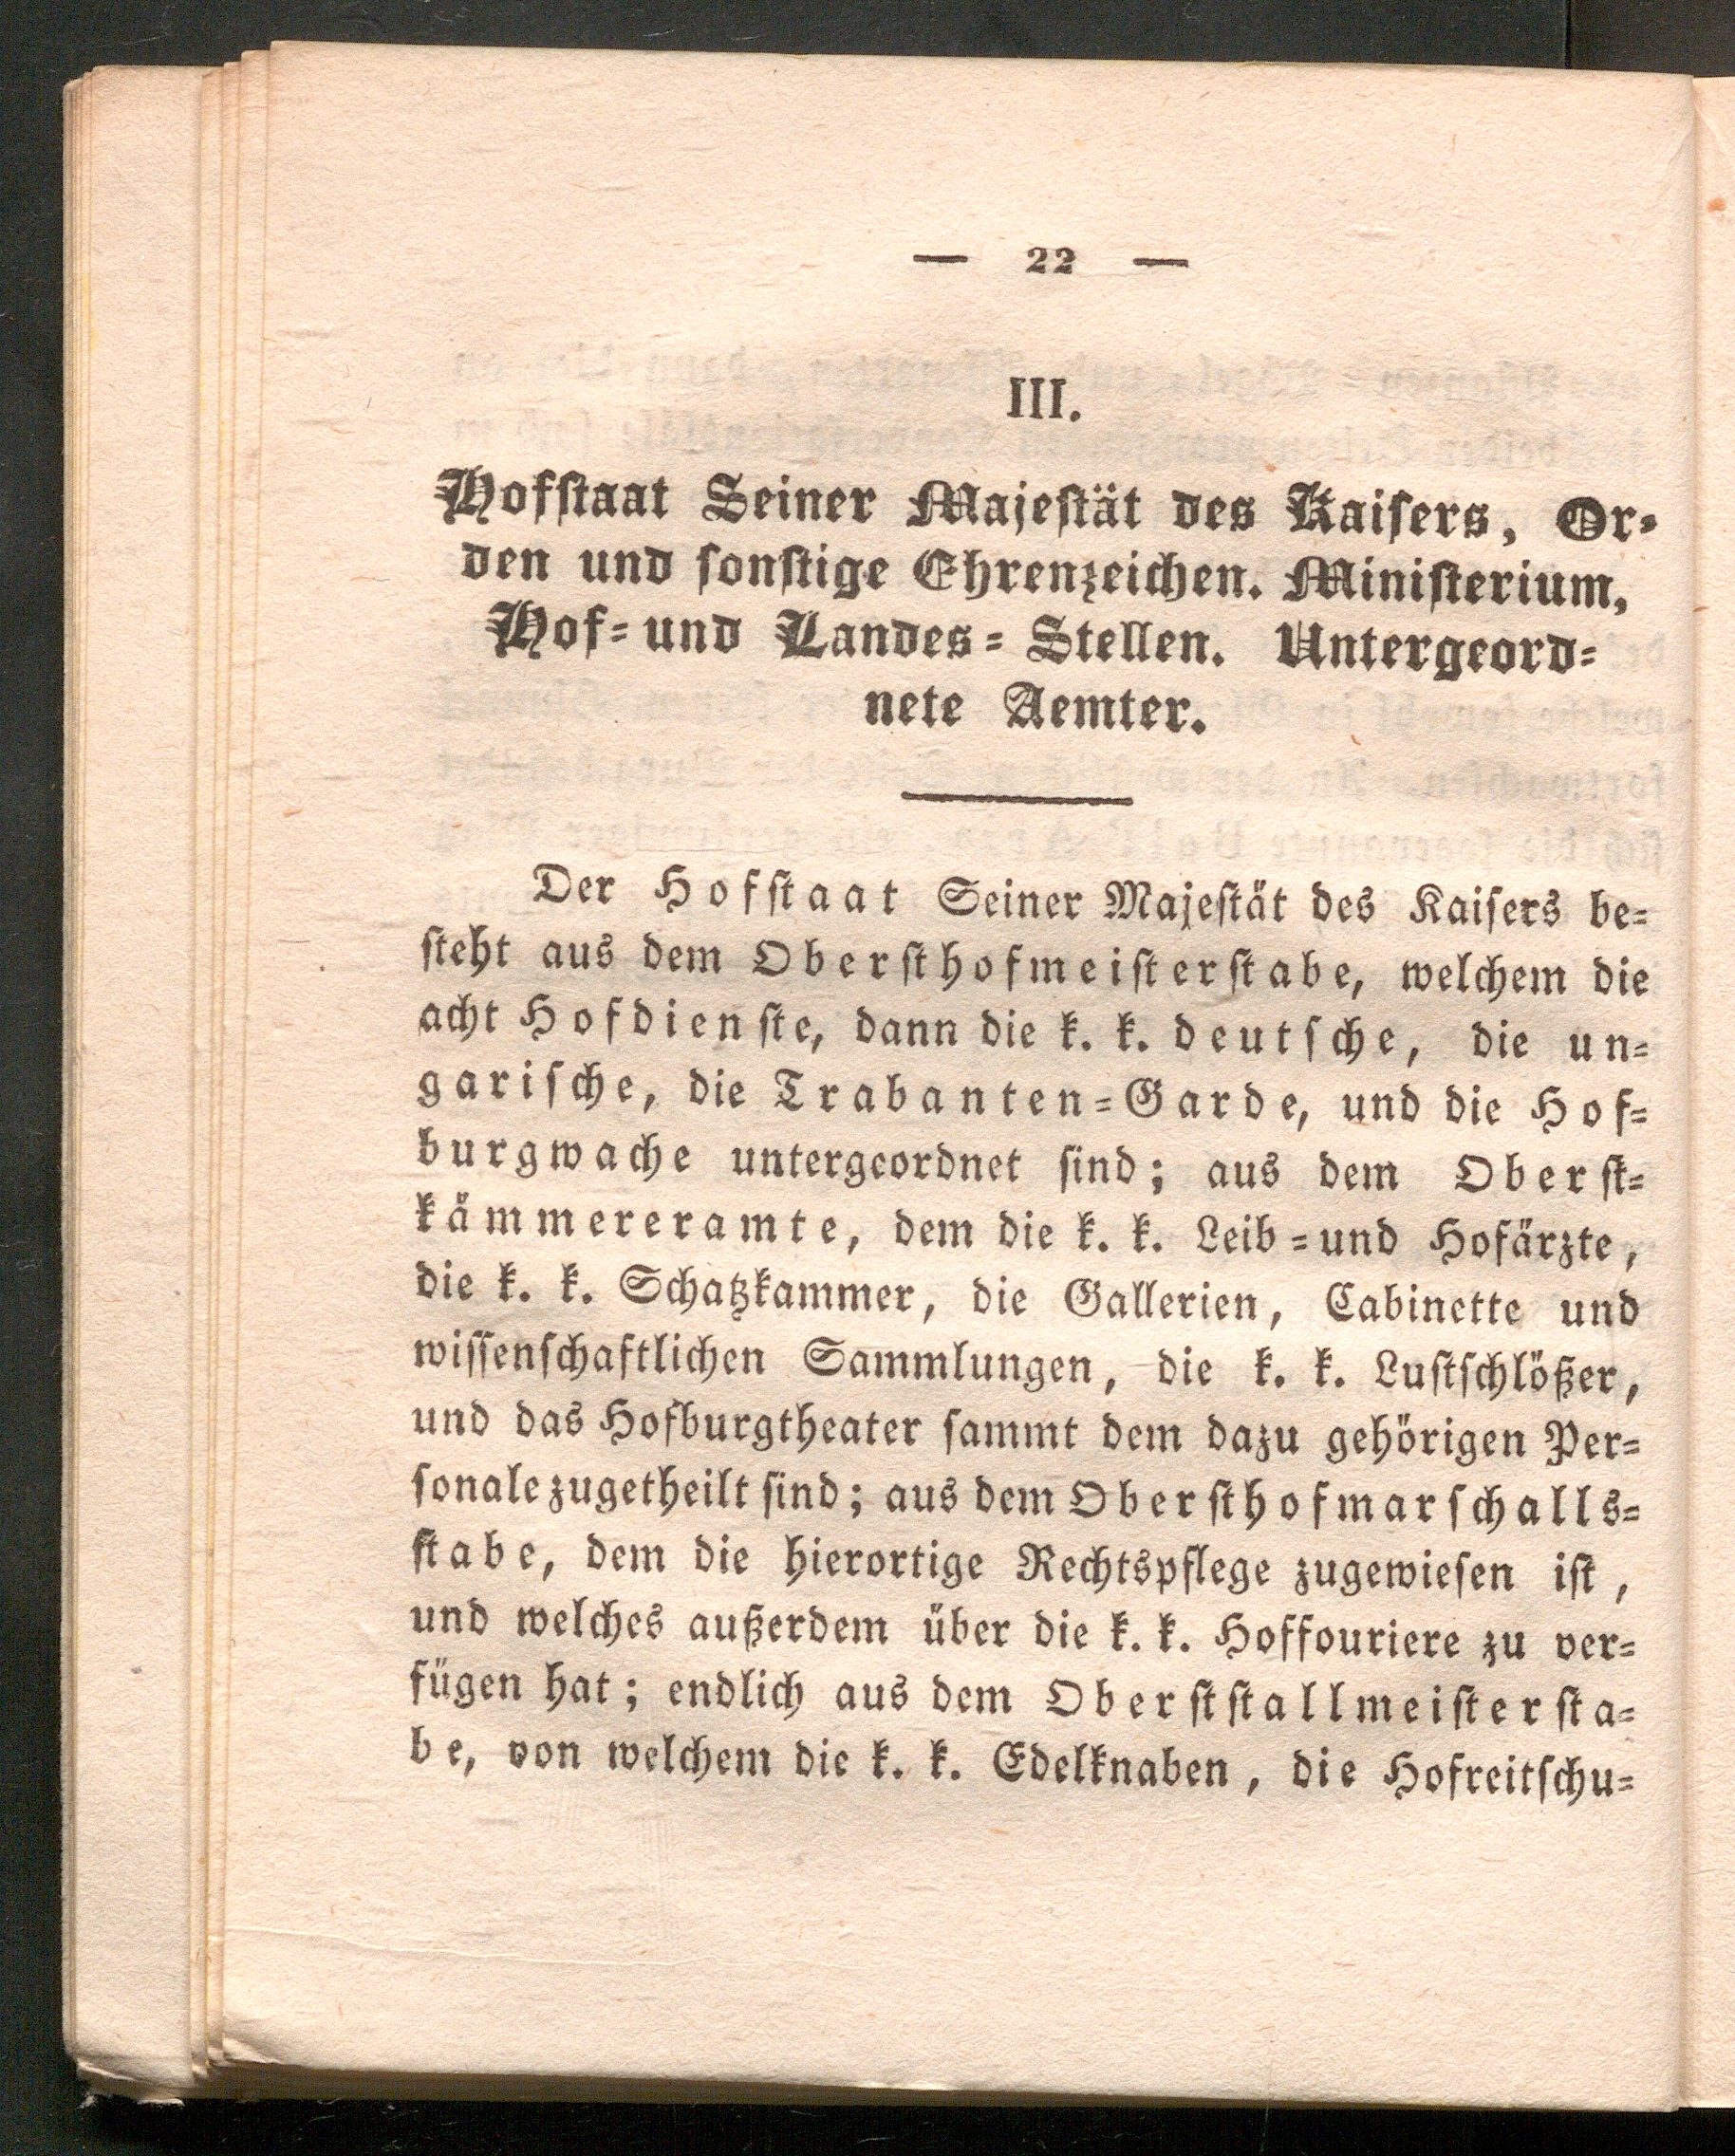 — 22 —
III.
Hofſtaat Seiner Majeſtät des Kaiſers, Or⸗
den und ſonſtige Ehrenzeichen. Miniſterium,
Hof⸗und Landes⸗Stellen. Untergeord⸗
nete Aemter.
Der Hofſtaat Seiner Majeſtät des Kaiſers be⸗
ſteht aus dem Oberſthofmeiſterſtabe, welchem die
acht Hofdienſte, dann die k. k. deutſche, die un⸗
gariſche, die Trabanten⸗Garde, und die Hof⸗
burgwache untergeordnet ſind; aus dem Oberſt⸗
kämmereramte, dem die k. k. Leib⸗und Hofärzte,
die k. k. Schatzkammer, die Gallerien, Cabinette und
wiſſenſchaftlichen Sammlungen, die k. k. Luſtſchlößer,
und das Hofburgtheater ſammt dem dazu gehörigen Per⸗
ſonale zugetheilt ſind; aus dem Oberſthofmarſchalls⸗
ſtabe, dem die hierortige Rechtspflege zugewieſen iſt,
und welches außerdem über die k. k. Hoffouriere zu ver⸗
fügen hat; endlich aus dem Oberſtſtallmeiſterſta⸗
be, von welchem die k. k. Edelknaben, die Hofreitſchu⸗